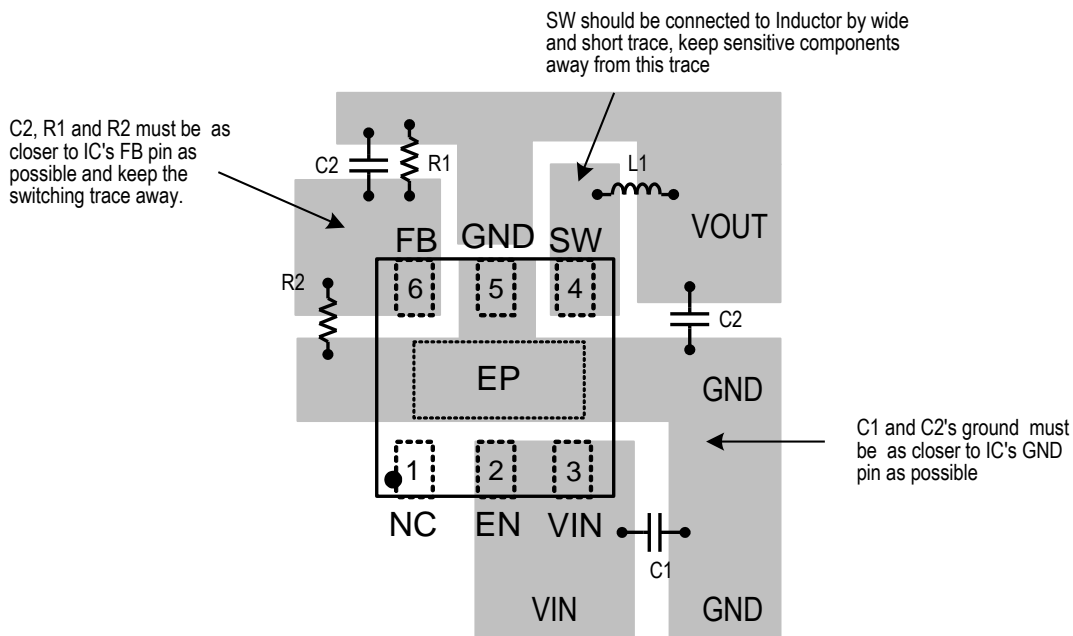 SW should be connected to Inductor by wide
and short trace, keep sensitive components
away from this trace
C2, R1 and R2 must be as
closer to IC's FB pin as
possible and keep the
switching trace away.
C2
R1
L1
VOUT
FB
GND
SW
R2
6
5
4
C2
EP
GND
C1 and C2's ground must
be as closer to IC's GND
pin as possible
1
2
3
NC
EN
VIN
C1
VIN
GND